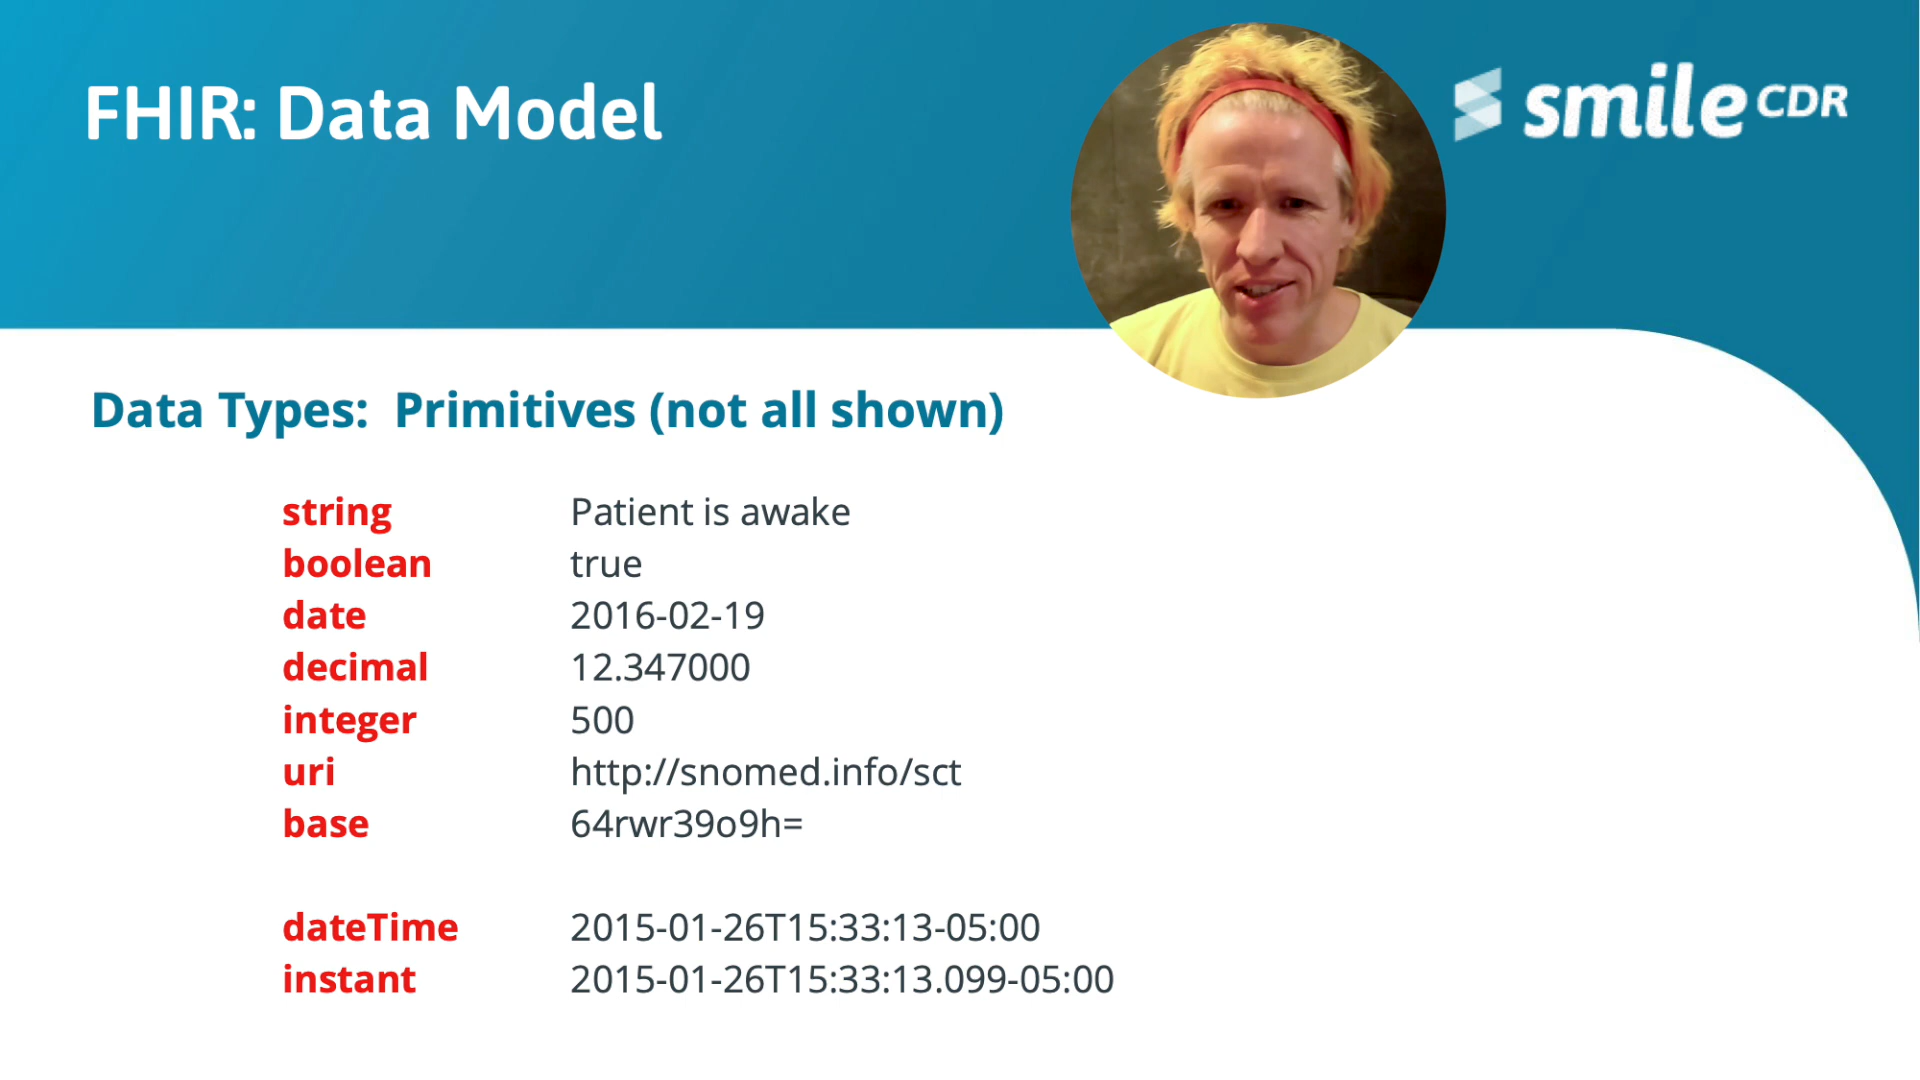 FHIR: Data Model
smile CDR
Data Types: Primitives (not all shown)
string Patient is awake
boolean true
date 2016-02-19
decimal 12.347000
integer 500
uri http://snomed.info/sct
base 64rwr39o9h=
dateTime 2015-01-26T15:33:13-05:00
instant 2015-01-26T15:33:13.099-05:00